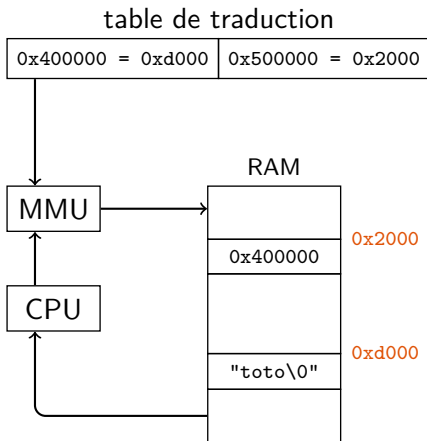 table de traduction
0x400000 = 0xd000 0x500000 = 0x2000
RAM
MMU
0x2000
0x400000
CPU
0xd000
"toto\0"